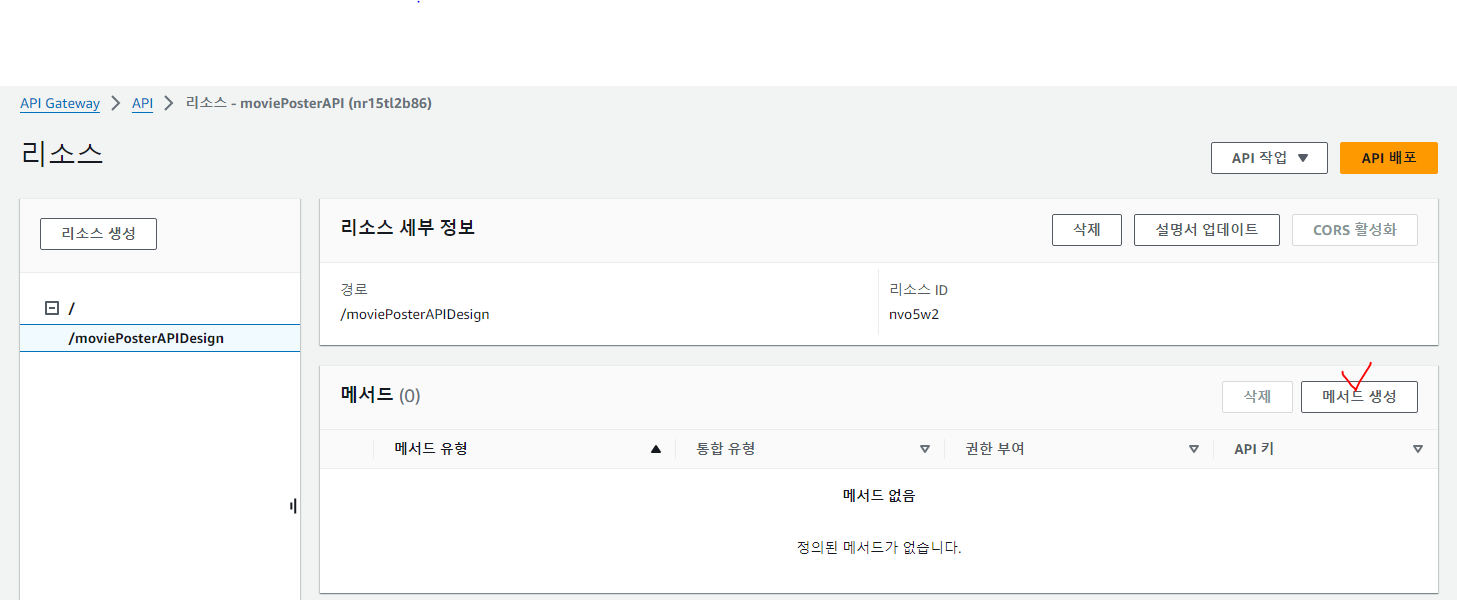 API Gateway > API > 리소스 - moviePosterAPI (nr15tl2b86)
리소스
API 작업 ▼
API 배포
리소스 생성
/
/moviePosterAPIDesign
리소스 세부 정보
삭제
설명서 업데이트
CORS 활성화
경로
/moviePosterAPIDesign
리소스 ID
nvo5w2
메서드 (0)
삭제
메서드 생성
메서드 유형
통합 유형
권한 부여
API 키
메서드 없음
정의된 메서드가 없습니다.